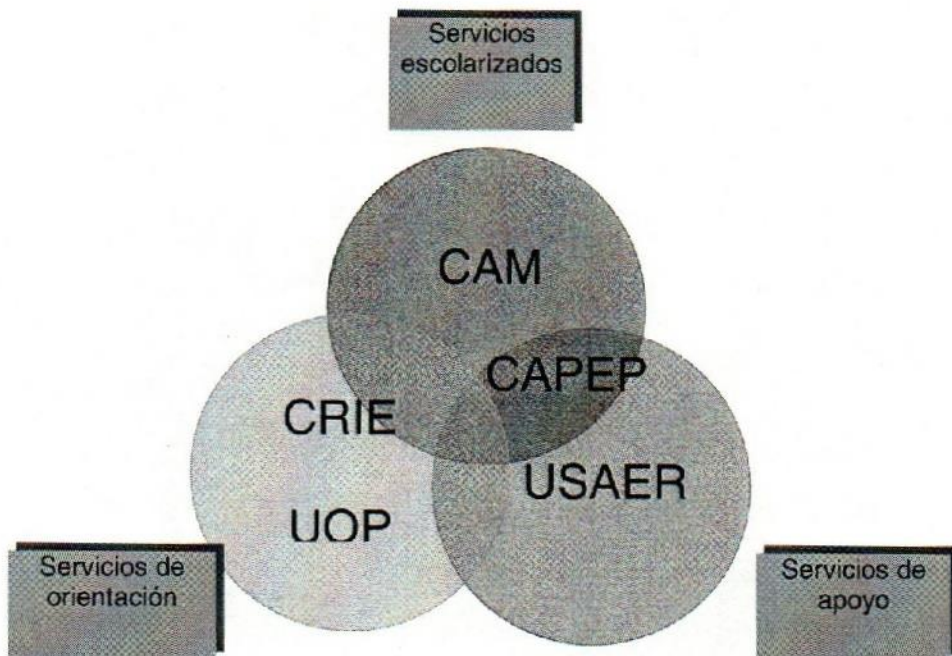 Servicios
escolarizados
CAM
CAPEP
CRIE
USAER
UOP
Servicios de
orientación
Servicios de
apoyo